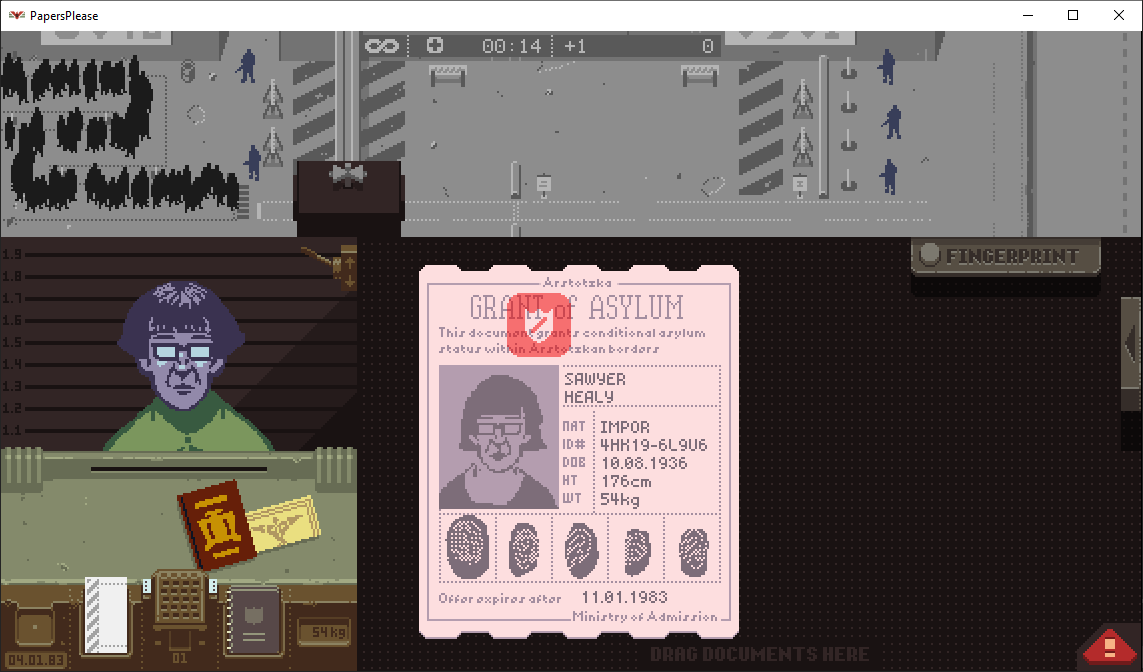 PapersPlease
00:14 +1 0
1.9
1.8
1.7
1.6
1.5
1.4
1.3
1.2
1.1
FINGERPRINT
Arstotzka
GRANT of ASYLUM
This document grants conditional asylum
status within Arstotzkan borders
SAWYER
HEALY
NAT IMPOR
ID# 4HK19-6L9U6
DOB 10.08.1936
HT 176cm
WT 54kg
Offer expires after 11.01.1983
Ministry of Admission
54kg
04.01.83
01
DRAG DOCUMENTS HERE